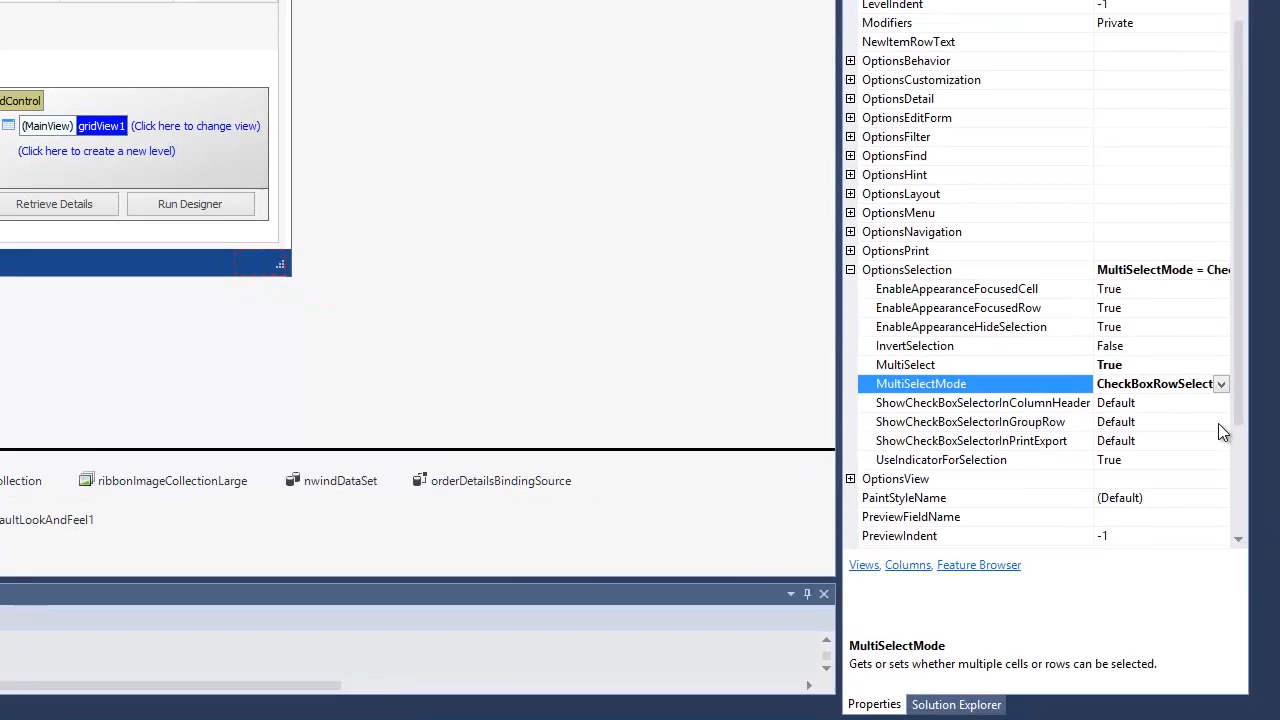 dControl
(MainView) gridView1 (Click here to change view)
(Click here to create a new level)
Retrieve Details Run Designer
ollection ribbonImageCollectionLarge nwindDataSet orderDetailsBindingSource
aultLookAndFeel1
LevelIndent -1
Modifiers Private
NewItemRowText
OptionsBehavior
OptionsCustomization
OptionsDetail
OptionsEditForm
OptionsFilter
OptionsFind
OptionsHint
OptionsLayout
OptionsMenu
OptionsNavigation
OptionsPrint
OptionsSelection MultiSelectMode = Chec
EnableAppearanceFocusedCell True
EnableAppearanceFocusedRow True
EnableAppearanceHideSelection True
InvertSelection False
MultiSelect True
MultiSelectMode CheckBoxRowSelect
ShowCheckBoxSelectorInColumnHeader Default
ShowCheckBoxSelectorInGroupRow Default
ShowCheckBoxSelectorInPrintExport Default
UseIndicatorForSelection True
OptionsView
PaintStyleName (Default)
PreviewFieldName
PreviewIndent -1
Views, Columns, Feature Browser
MultiSelectMode
Gets or sets whether multiple cells or rows can be selected.
Properties Solution Explorer